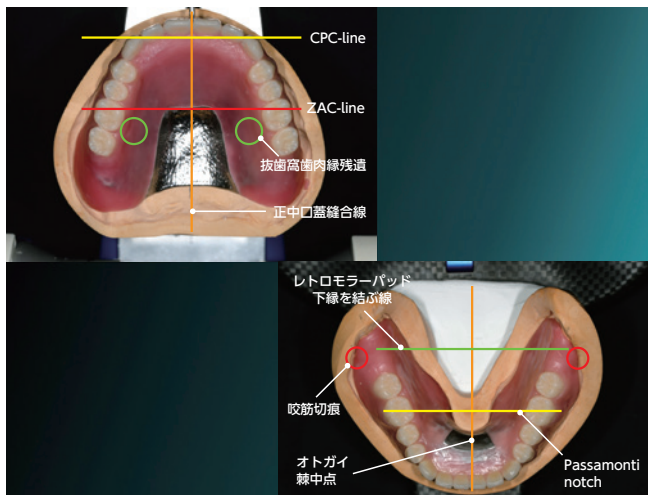 CPC-line
ZAC-line
抜歯窩歯肉縁残遺
正中口蓋縫合線
レトロモラーパッド
下縁を結ぶ線
咬筋切痕
オトガイ
棘中点
Passamonti
notch